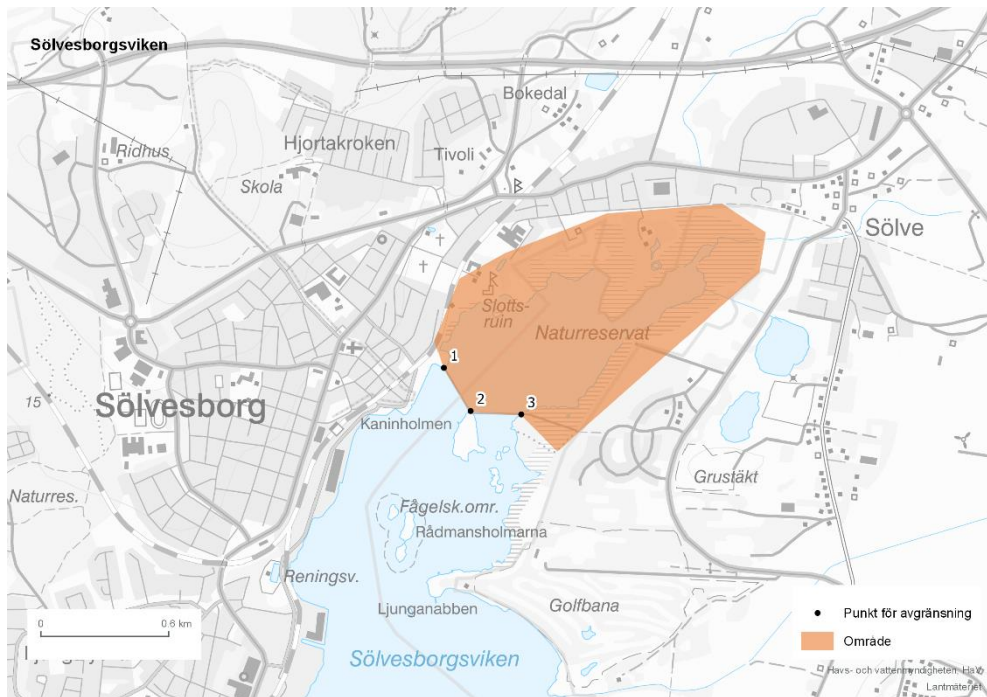 Sölvesborgsviken
Bokedal
Hjortakroken
Tivoli
Ridhus
Skola
Sölve
Slotts-
ruin
Naturreservat
1
2
3
15
Sölvesborg
Kaninholmen
Grustäkt
Naturres.
Fågelsk.omr.
Rådmansholmarna
Reningsv.
Ljunganabben
Golfbana
0 0.6 km
Sölvesborgsviken
Punkt för avgränsning
Område
Havs- och vattenmyndigheten, HaV©
Lantmäteriet